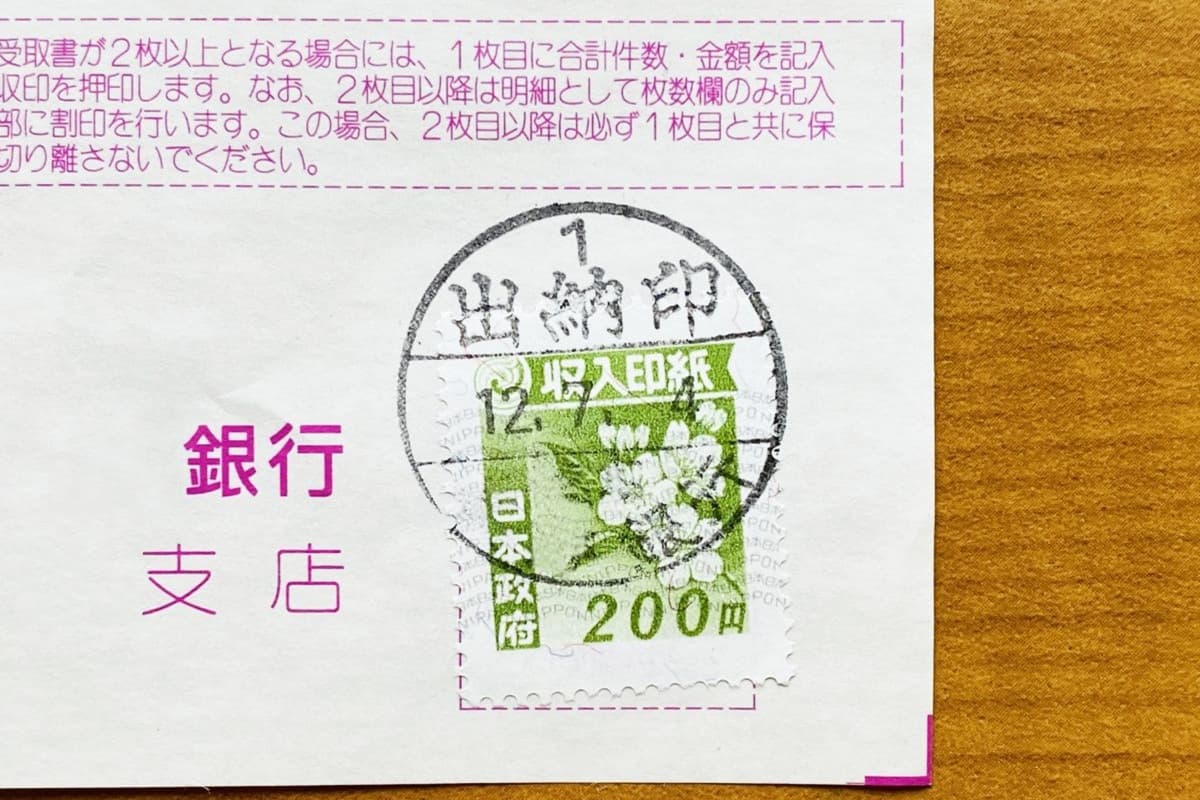 受取書が２枚以上となる場合には、１枚目に合計件数・金額を記入
収印を押印します。なお、２枚目以降は明細として枚数欄のみ記入
部に割印を行います。この場合、２枚目以降は必ず１枚目と共に保
切り離さないでください。
1
出納印
収入印紙
12. 7. 4
銀行
支店
日本政府
200円